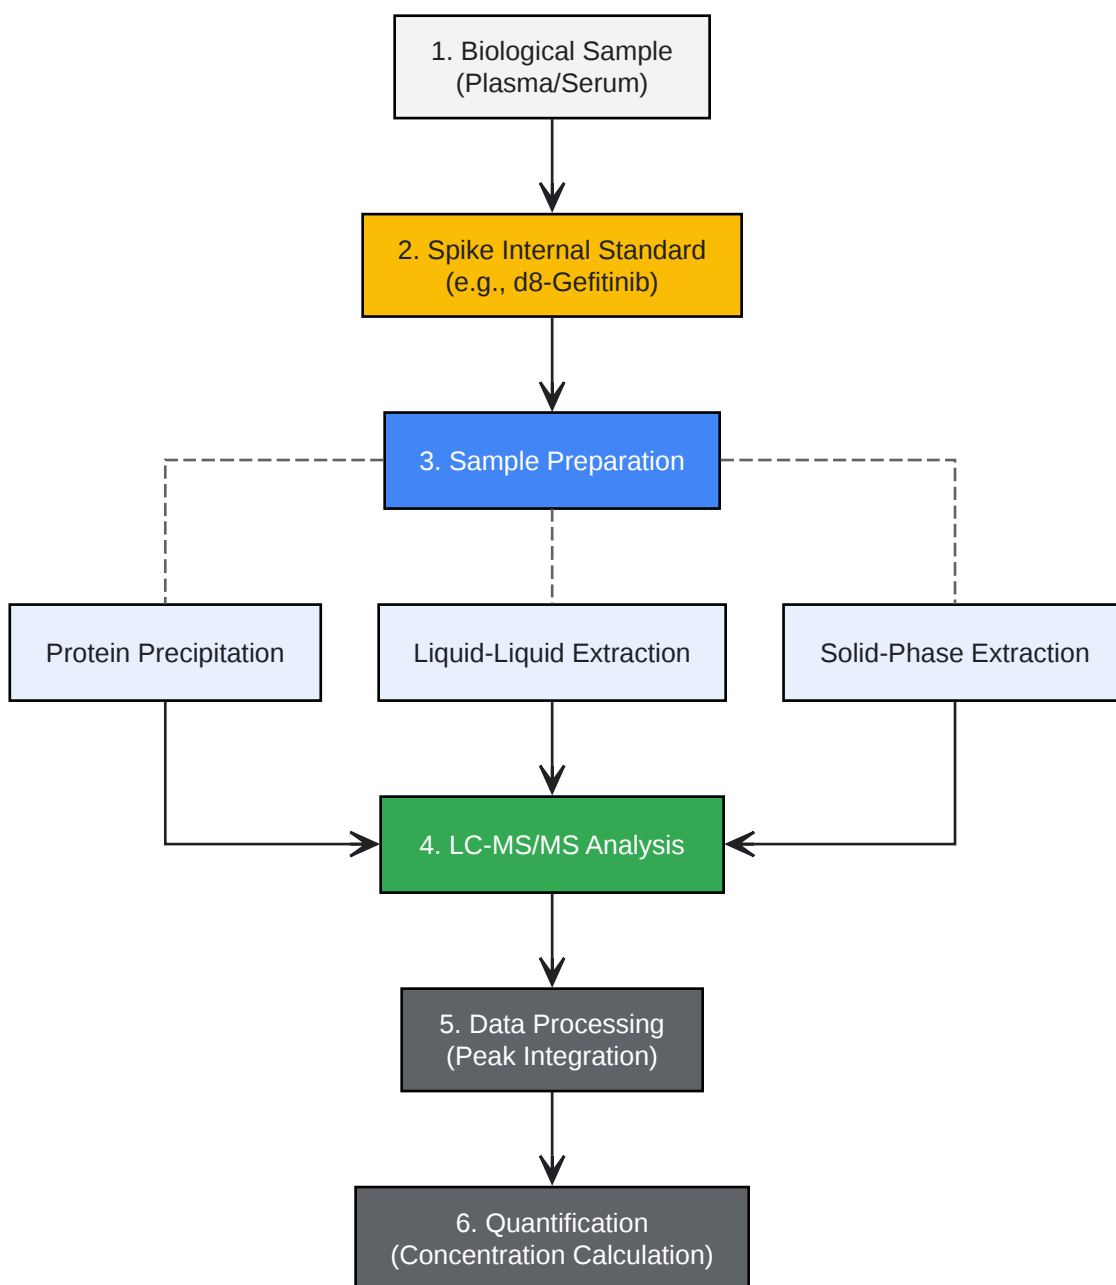 1. Biological Sample
(Plasma/Serum)
2. Spike Internal Standard
(e.g., d8-Gefitinib)
3. Sample Preparation
Protein Precipitation
Liquid-Liquid Extraction
Solid-Phase Extraction
4. LC-MS/MS Analysis
5. Data Processing
(Peak Integration)
6. Quantification
(Concentration Calculation)